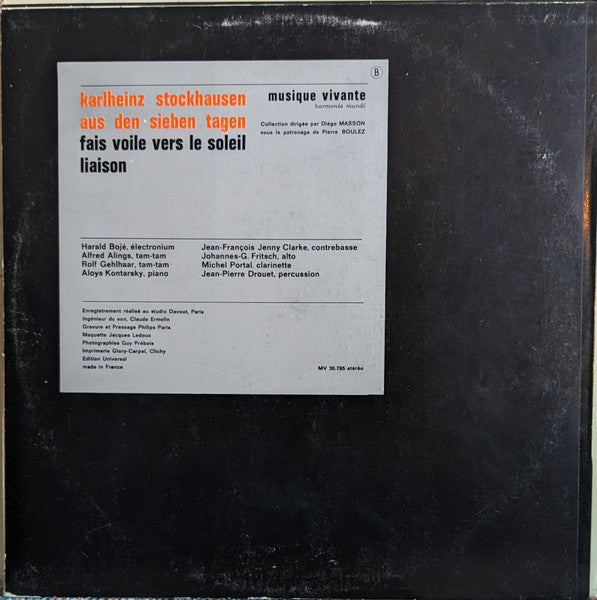 B
karlheinz stockhausen
aus den sieben tagen
fais voile vers le soleil
liaison
musique vivante
harmonia mundi
Collection dirigée par Diégo MASSON
sous le patronage de Pierre BOULEZ
Harald Bojé, électronium
Alfred Alings, tam-tam
Rolf Gehlhaar, tam-tam
Aloys Kontarsky, piano
Jean-François Jenny Clarke, contrebasse
Johannes-G. Fritsch, alto
Michel Portal, clarinette
Jean-Pierre Drouet, percussion
Enregistrement réalisé au studio Davout, Paris
Ingénieur du son, Claude Ermelin
Gravure et Pressage Philips Paris
Maquette Jacques Ledoux
Photographies Guy Prébois
Imprimerie Glory-Carpel, Clichy
Edition Universal
made in France
MV 30.795 stéréo